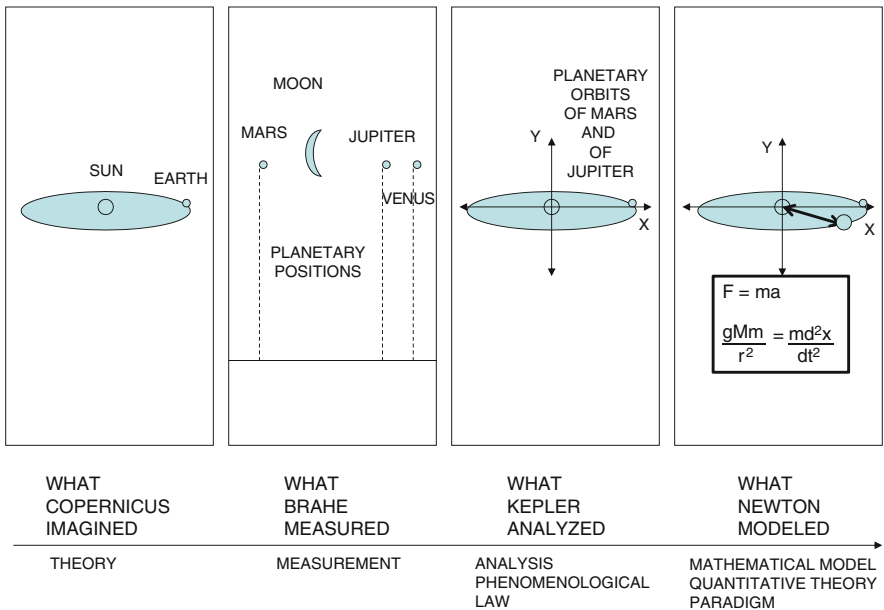 SUN
EARTH
MOON
MARS
JUPITER
VENUS
PLANETARY
POSITIONS
PLANETARY
ORBITS
OF MARS
AND
OF
JUPITER
Y
X
Y
X
F = ma
gMm = md²x
r² dt²
WHAT
COPERNICUS
IMAGINED
WHAT
BRAHE
MEASURED
WHAT
KEPLER
ANALYZED
WHAT
NEWTON
MODELED
THEORY
MEASUREMENT
ANALYSIS
PHENOMENOLOGICAL
LAW
MATHEMATICAL MODEL
QUANTITATIVE THEORY
PARADIGM